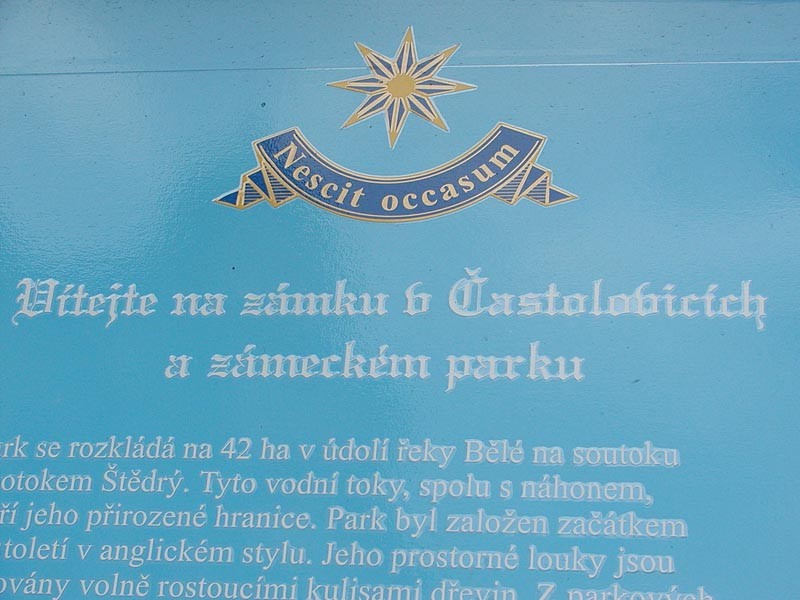 Nescit occasum
Vítejte na zámku v Častolovicích
a zámeckém parku
ark se rozkládá na 42 ha v údolí řeky Bělé na soutoku
otokem Štědrý. Tyto vodní toky, spolu s náhonem,
ří jeho přirozené hranice. Park byl založen začátkem
toletí v anglickém stylu. Jeho prostorné louky jsou
ovány volně rostoucími kulisami dřevin. Z parkových